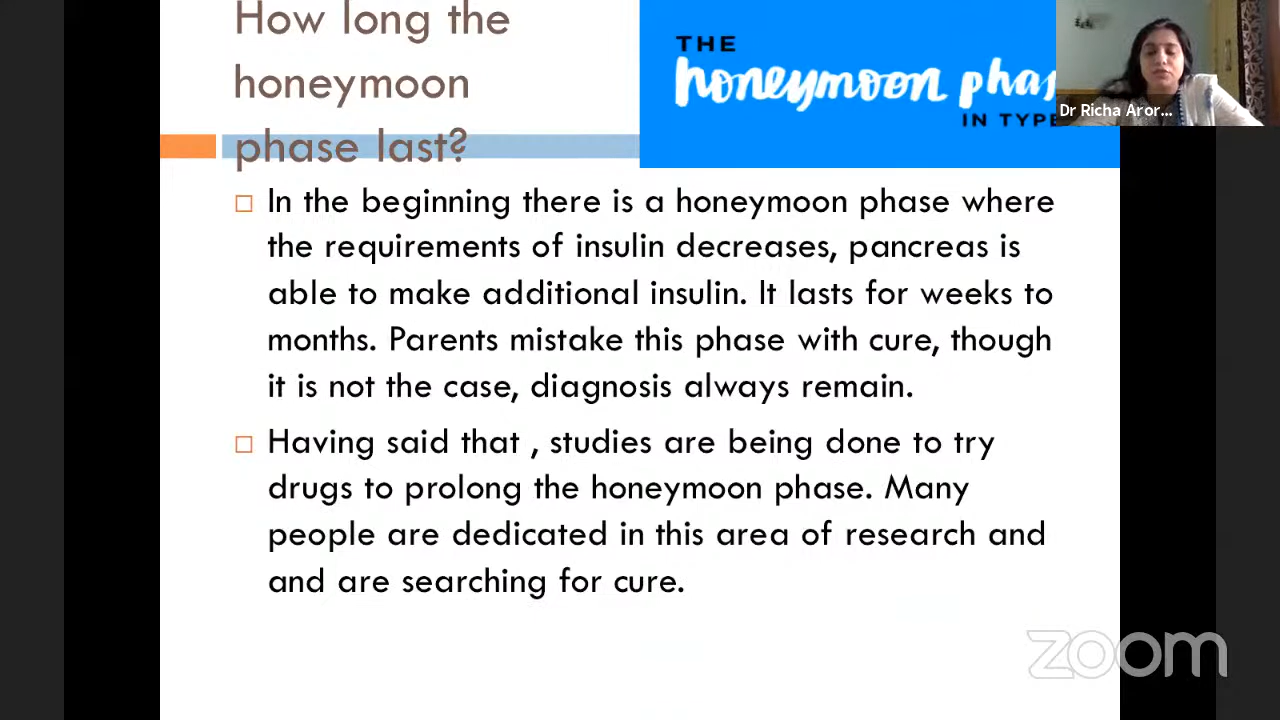 How long the
honeymoon
phase last?
THE
honeymoon phas
IN TYPE
Dr Richa Aror...
In the beginning there is a honeymoon phase where
the requirements of insulin decreases, pancreas is
able to make additional insulin. It lasts for weeks to
months. Parents mistake this phase with cure, though
it is not the case, diagnosis always remain.
Having said that , studies are being done to try
drugs to prolong the honeymoon phase. Many
people are dedicated in this area of research and
and are searching for cure.
zoom